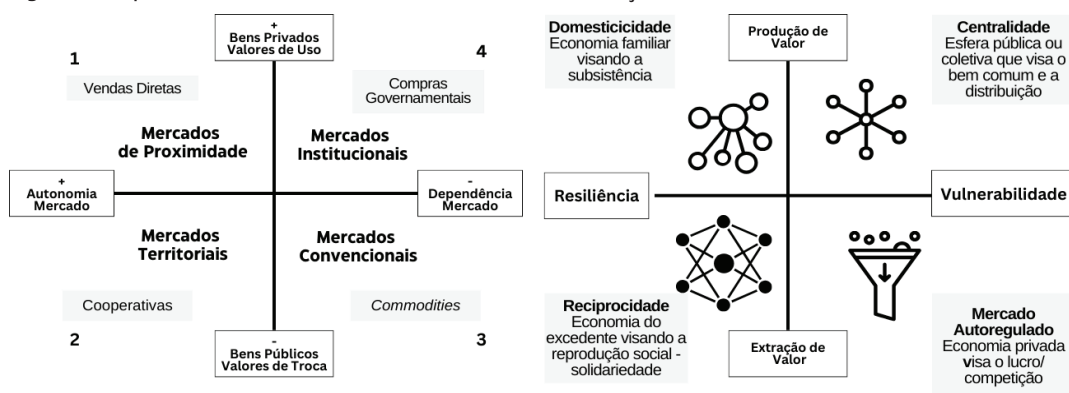 +
Bens Privados
Valores de Uso
1
4
Vendas Diretas
Compras
Governamentais
Mercados
de Proximidade
Mercados
Institucionais
+
Autonomia
Mercado
-
Dependência
Mercado
Mercados
Territoriais
Mercados
Convencionais
Cooperativas
Commodities
2
3
-
Bens Públicos
Valores de Troca
Domesticidade
Economia familiar
visando a
subsistência
Produção de
Valor
Centralidade
Esfera pública ou
coletiva que visa o
bem comum e a
distribuição
Resiliência
Vulnerabilidade
Reciprocidade
Economia do
excedente visando a
reprodução social -
solidariedade
Extração de
Valor
Mercado
Autoregulado
Economia privada
visa o lucro/
competição